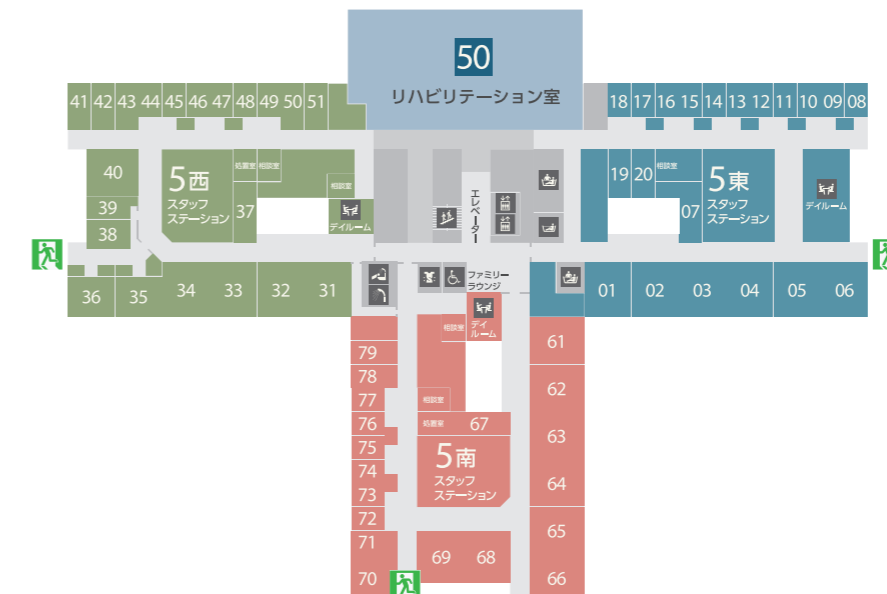 50
リハビリテーション室
41 42 43 44 45 46 47 48 49 50 51
18 17 16 15 14 13 12 11 10 09 08
40
39
38
5西
スタッフ
ステーション
処置室 相談室
相談室
37
デイルーム
エレベーター
19 20 相談室
07
5東
スタッフ
ステーション
デイルーム
36 35 34 33 32 31
ファミリー
ラウンジ
01 02 03 04 05 06
79
78
77
76
75
74
73
72
71
70
相談室
デイ
ルーム
相談室
処置室 67
5南
スタッフ
ステーション
69 68
61
62
63
64
65
66